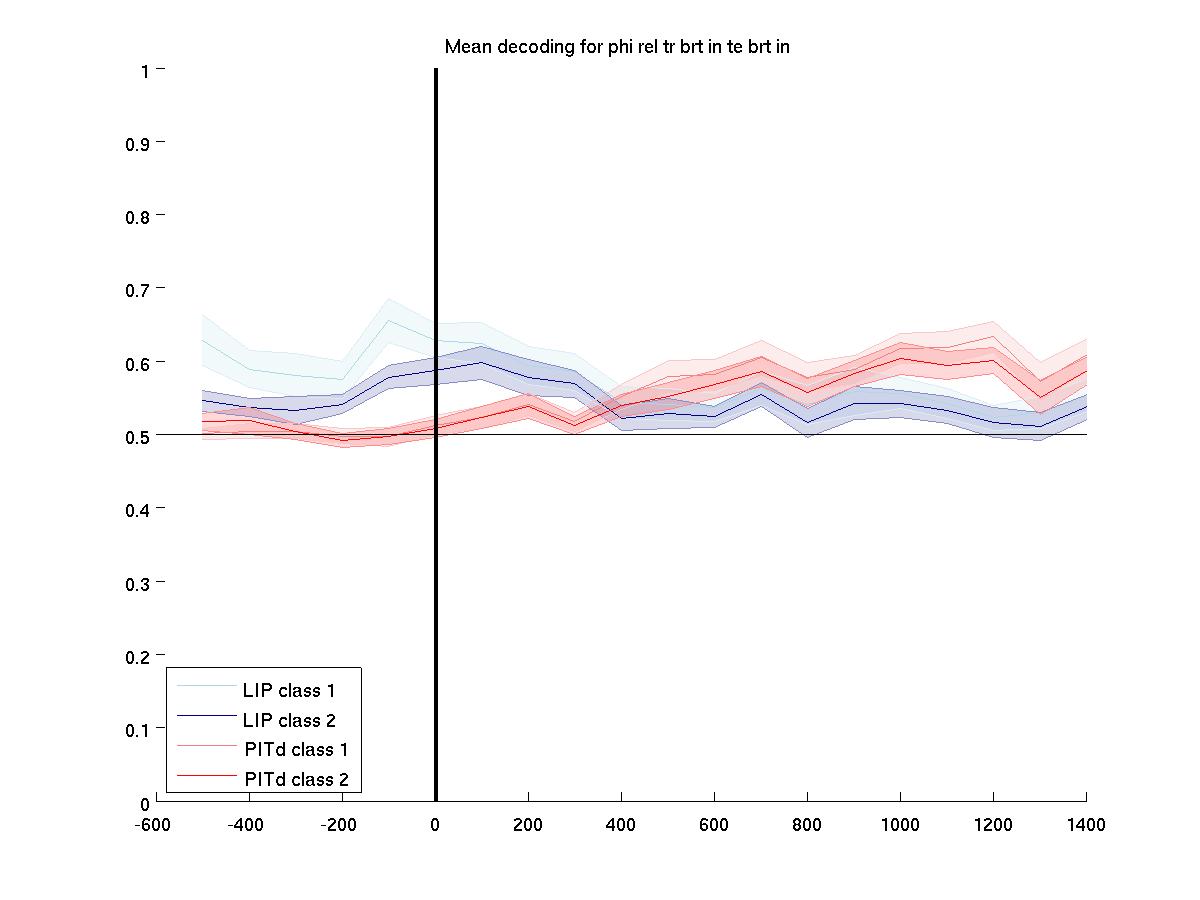 Mean decoding for phi rel tr brt in te brt in
1
0.9
0.8
0.7
0.6
0.5
0.4
0.3
0.2
0.1
0
LIP class 1
LIP class 2
PITd class 1
PITd class 2
-600 -400 -200 0 200 400 600 800 1000 1200 1400